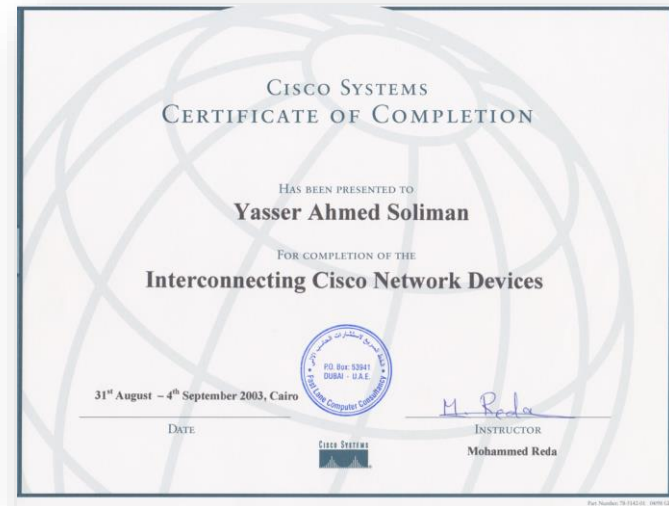 CISCO SYSTEMS
CERTIFICATE OF COMPLETION
HAS BEEN PRESENTED TO
Yasser Ahmed Soliman
FOR COMPLETION OF THE
Interconnecting Cisco Network Devices
P.O. Box: 53941
DUBAI - U.A.E.
Fast Lane Computer Consultancy
31st August – 4th September 2003, Cairo
M. Reda
DATE
INSTRUCTOR
CISCO SYSTEMS
Mohammed Reda